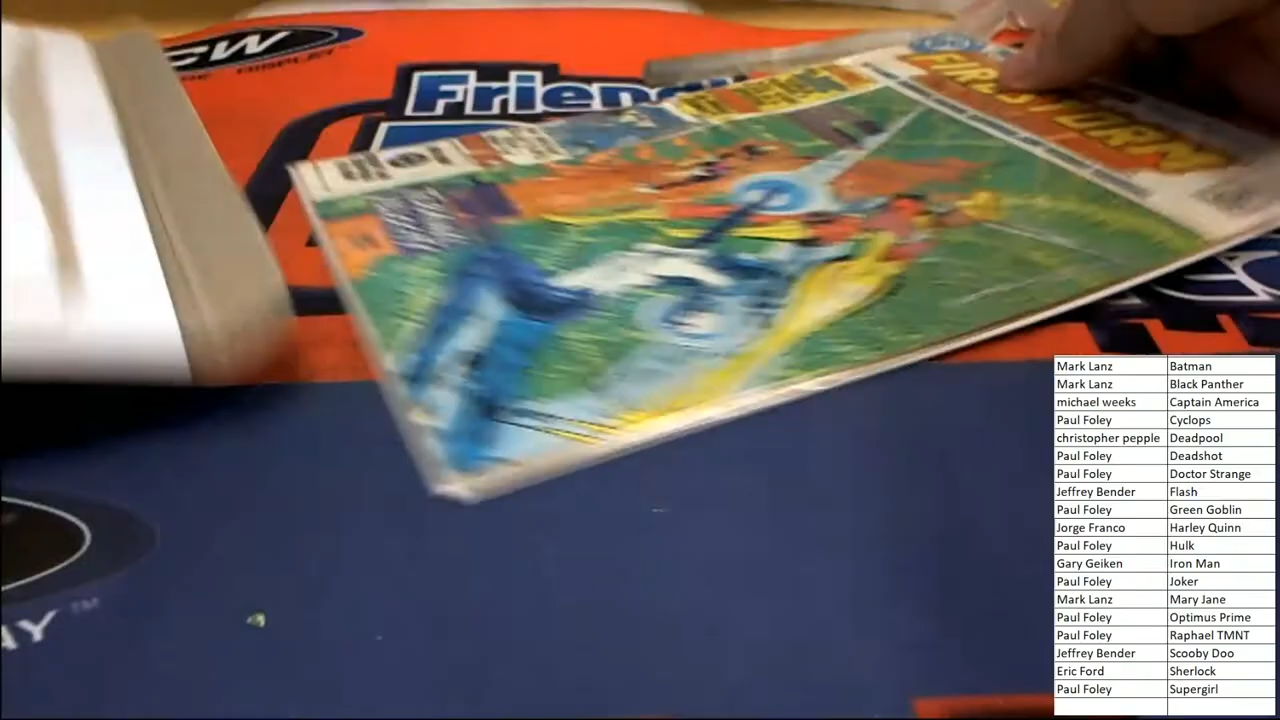 CW
DISPLAY
Frien
FIRESTORM
AY™
Mark Lanz Batman
Mark Lanz Black Panther
michael weeks Captain America
Paul Foley Cyclops
christopher pepple Deadpool
Paul Foley Deadshot
Paul Foley Doctor Strange
Jeffrey Bender Flash
Paul Foley Green Goblin
Jorge Franco Harley Quinn
Paul Foley Hulk
Gary Geiken Iron Man
Paul Foley Joker
Mark Lanz Mary Jane
Paul Foley Optimus Prime
Paul Foley Raphael TMNT
Jeffrey Bender Scooby Doo
Eric Ford Sherlock
Paul Foley Supergirl